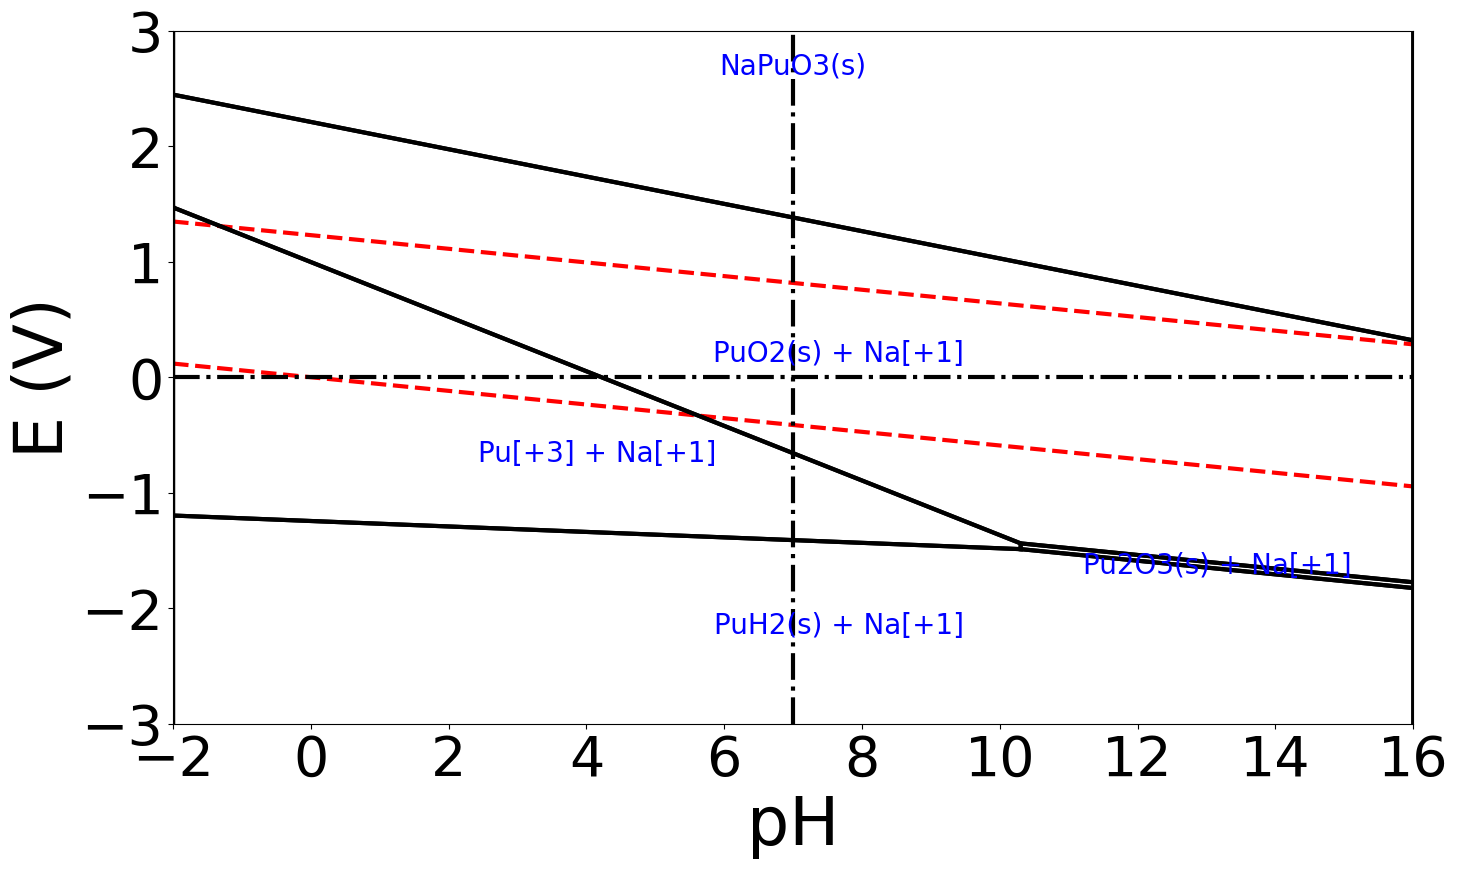 3
NaPuO3(s)
2
1
PuO2(s) + Na[+1]
0
E (V)
Pu[+3] + Na[+1]
−1
Pu2O3(s) + Na[+1]
−2
PuH2(s) + Na[+1]
−3
−2 0 2 4 6 8 10 12 14 16
pH